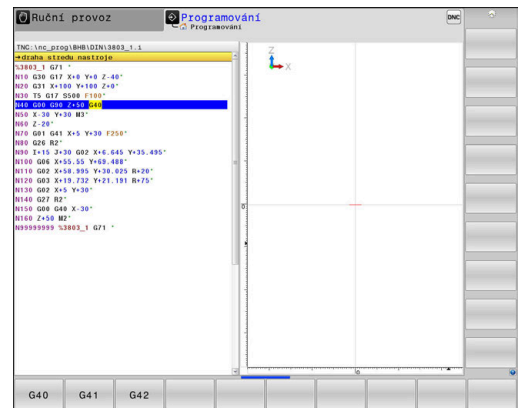 Ruční provoz
Programování
Programování
DNC
TNC:\nc_prog\BHB\DIN\3803_1.i
→draha stredu nastroje
%3803_1 G71 *
N10 G30 G17 X+0 Y+0 Z-40*
N20 G31 X+100 Y+100 Z+0*
N30 T5 G17 S500 F100*
N40 G00 G90 Z+50 G40
N50 X-30 Y+30 M3*
N60 Z-20*
N70 G01 G41 X+5 Y+30 F250*
N80 G26 R2*
N90 I+15 J+30 G02 X+6.645 Y+35.495*
N100 G06 X+55.55 Y+69.488*
N110 G02 X+58.995 Y+30.025 R+20*
N120 G03 X+19.732 Y+21.191 R+75*
N130 G02 X+5 Y+30*
N140 G27 R2*
N150 G00 G40 X-30*
N160 Z+50 M2*
N99999999 %3803_1 G71 *
Z
X
0
0
G40 G41 G42